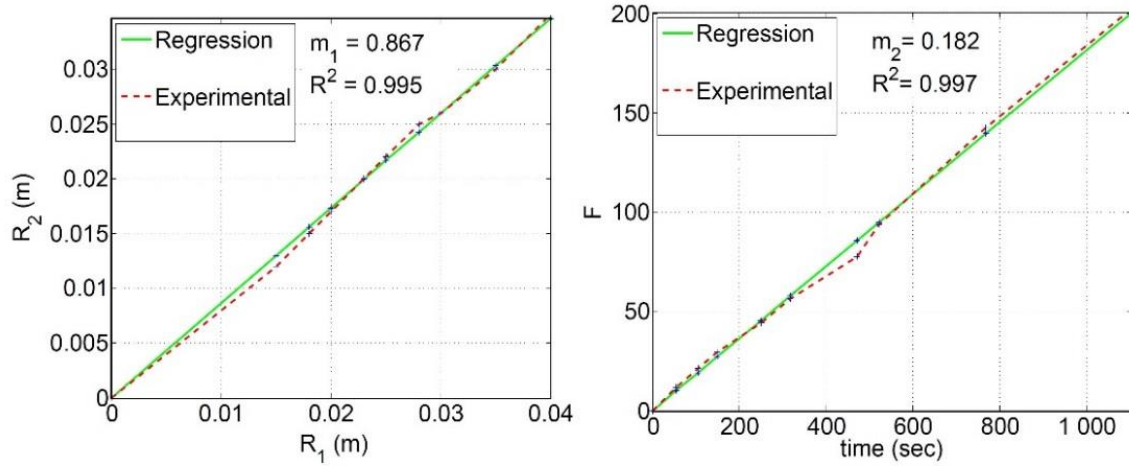 Regression
Experimental
m1 = 0.867
R2 = 0.995
0.03
0.025
0.02
0.015
0.01
0.005
0
R2 (m)
0 0.01 0.02 0.03 0.04
R1 (m)
Regression
Experimental
m2= 0.182
R2= 0.997
200
150
100
50
0
F
0 200 400 600 800 1 000
time (sec)